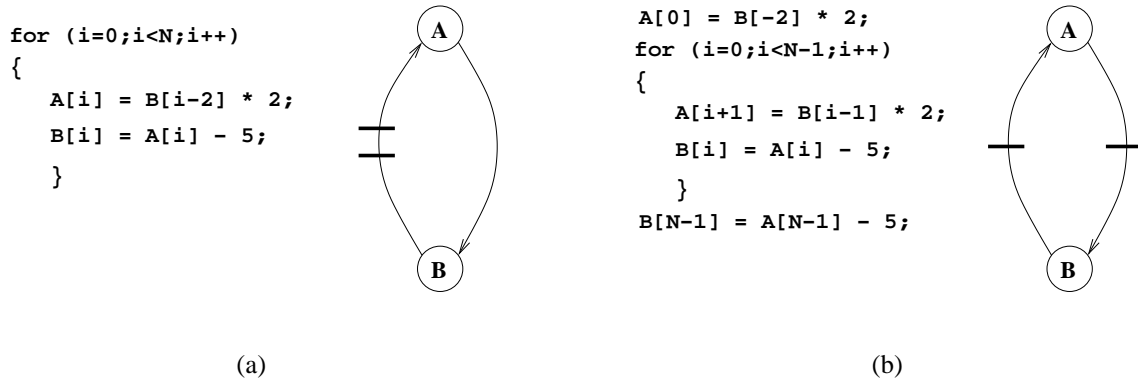 for (i=0;i<N;i++)
{
A[i] = B[i-2] * 2;
B[i] = A[i] - 5;
}
A
B
(a)
A[0] = B[-2] * 2;
for (i=0;i<N-1;i++)
{
A[i+1] = B[i-1] * 2;
B[i] = A[i] - 5;
}
B[N-1] = A[N-1] - 5;
A
B
(b)